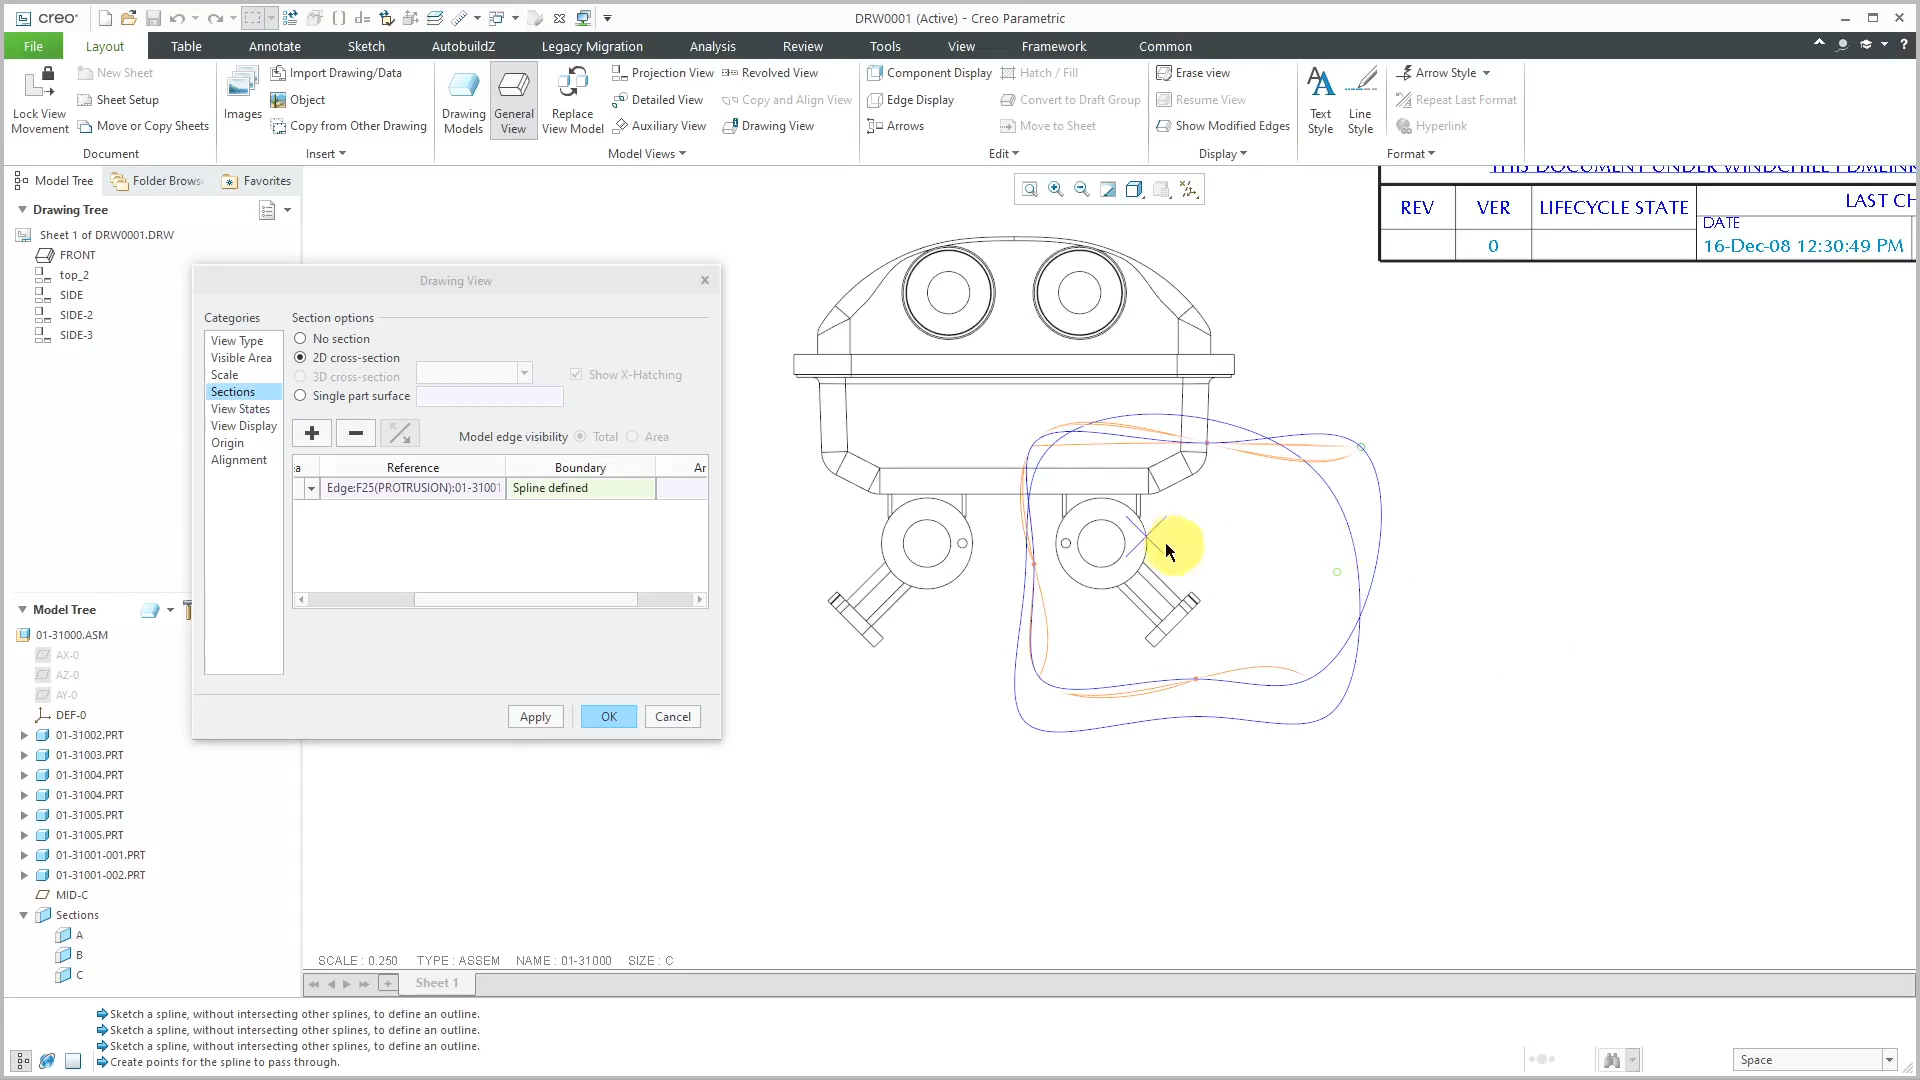 creo°
DRW0001 (Active) - Creo Parametric
File
Layout
Table
Annotate
Sketch
AutobuildZ
Legacy Migration
Analysis
Review
Tools
View
Framework
Common
Lock View Movement
New Sheet
Sheet Setup
Move or Copy Sheets
Document
Images
Import Drawing/Data
Object
Copy from Other Drawing
Insert
Drawing Models
General View
Replace View Model
Projection View
Detailed View
Auxiliary View
Revolved View
Copy and Align View
Drawing View
Model Views
Component Display
Edge Display
Arrows
Hatch / Fill
Convert to Draft Group
Move to Sheet
Edit
Erase view
Resume View
Show Modified Edges
Display
Text Style
Line Style
Arrow Style
Repeat Last Format
Hyperlink
Format
Model Tree
Folder Brows
Favorites
Drawing Tree
Sheet 1 of DRW0001.DRW
FRONT
top_2
SIDE
SIDE-2
SIDE-3
Model Tree
01-31000.ASM
AX-0
AZ-0
AY-0
DEF-0
01-31002.PRT
01-31003.PRT
01-31004.PRT
01-31004.PRT
01-31005.PRT
01-31005.PRT
01-31001-001.PRT
01-31001-002.PRT
MID-C
Sections
A
B
C
Drawing View
Categories
View Type
Visible Area
Scale
Sections
View States
View Display
Origin
Alignment
Section options
No section
2D cross-section
3D cross-section
Show X-Hatching
Single part surface
Model edge visibility
Total
Area
a
Reference
Boundary
Ar
Edge:F25(PROTRUSION):01-31001
Spline defined
Apply
OK
Cancel
THIS DOCUMENT UNDER WINDCHILL PDMLINK
REV
VER
LIFECYCLE STATE
LAST CH
DATE
0
16-Dec-08 12:30:49 PM
SCALE : 0.250 TYPE : ASSEM NAME : 01-31000 SIZE : C
Sheet 1
Sketch a spline, without intersecting other splines, to define an outline.
Sketch a spline, without intersecting other splines, to define an outline.
Sketch a spline, without intersecting other splines, to define an outline.
Create points for the spline to pass through.
Space